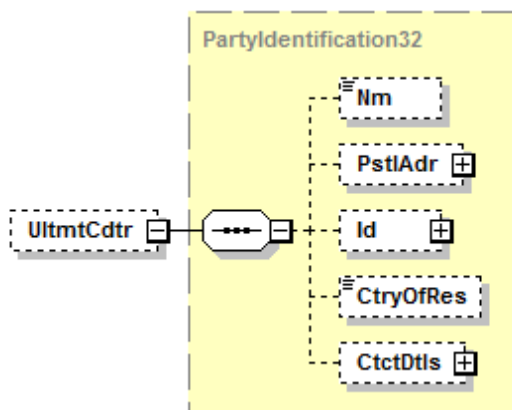 PartyIdentification32
Nm
PstlAdr
UltmtCdtr
Id
CtryOfRes
CtctDtls